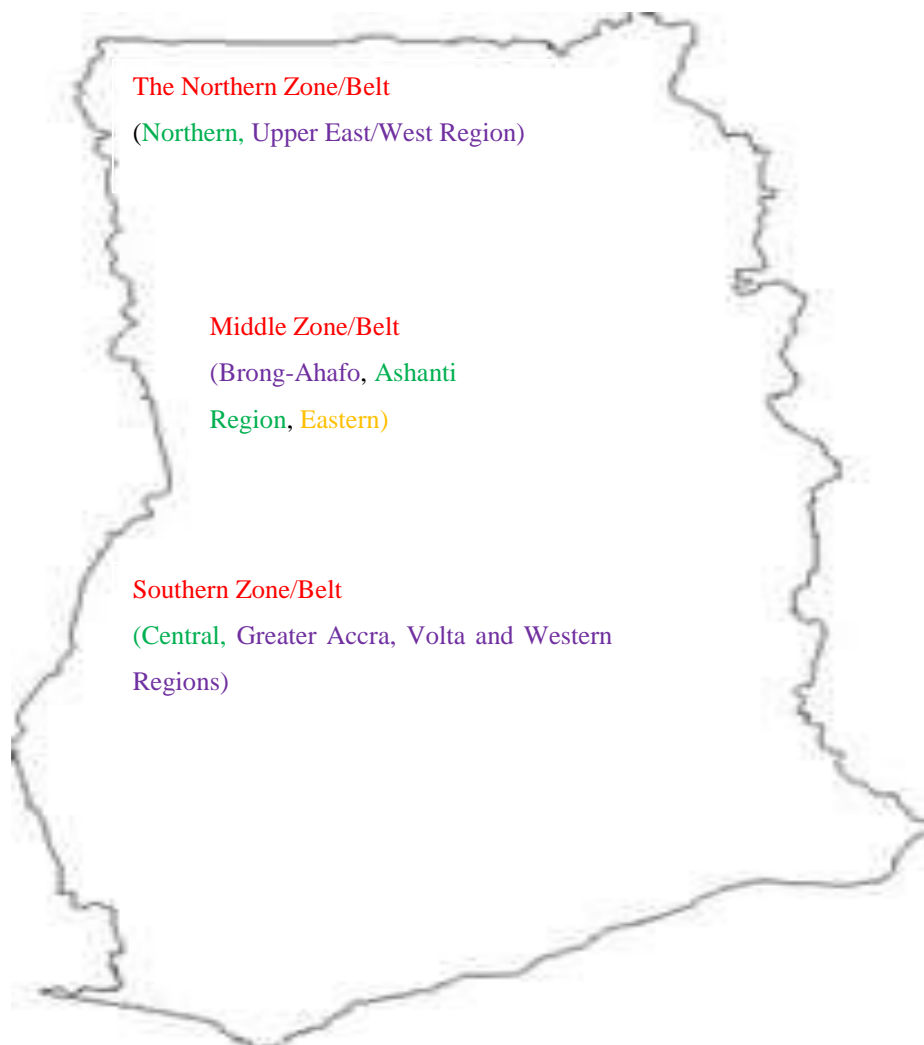 The Northern Zone/Belt
(Northern, Upper East/West Region)
Middle Zone/Belt
(Brong-Ahafo, Ashanti
Region, Eastern)
Southern Zone/Belt
(Central, Greater Accra, Volta and Western
Regions)